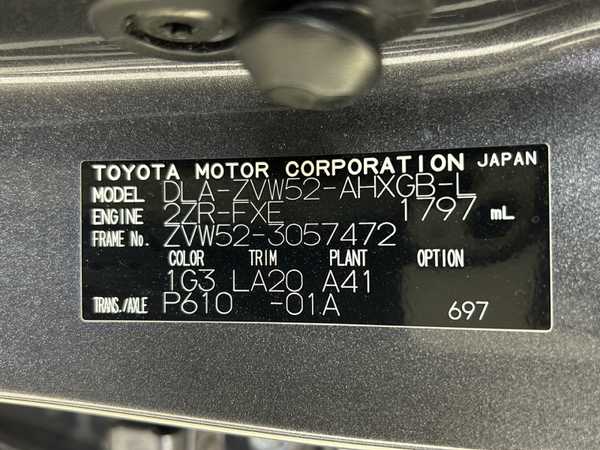 TOYOTA MOTOR CORPORATION JAPAN
MODEL DLA-ZVW52-AHXGB-L
ENGINE 2ZR-FXE 1797 mL
FRAME No. ZVW52-3057472
COLOR TRIM PLANT OPTION
1G3 LA20 A41
TRANS./AXLE P610 -01A 697